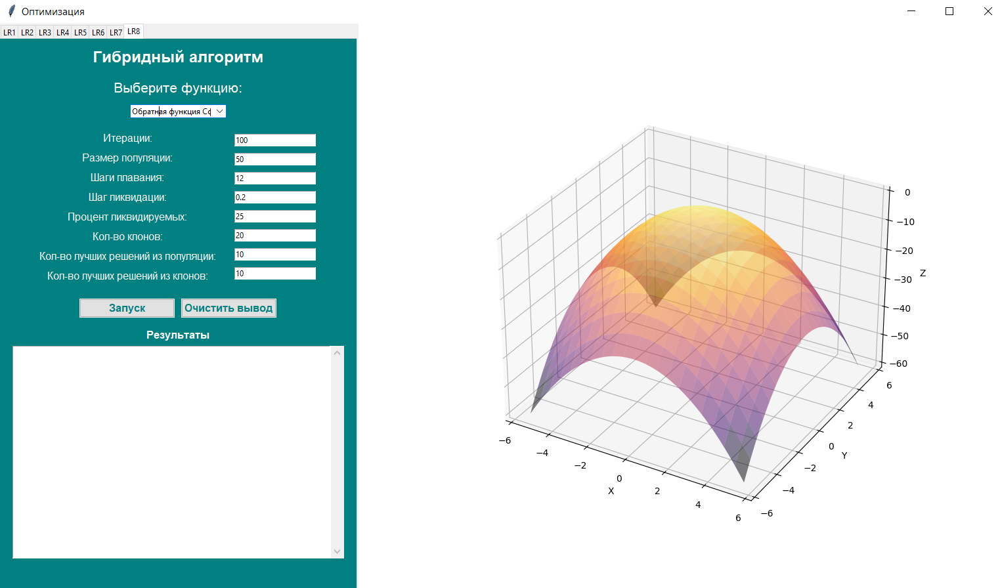 Оптимизация
LR1 LR2 LR3 LR4 LR5 LR6 LR7 LR8
Гибридный алгоритм
Выберите функцию:
Обратная функция Сф
Итерации: 100
Размер популяции: 50
Шаги плавания: 12
Шаг ликвидации: 0.2
Процент ликвидируемых: 25
Кол-во клонов: 20
Кол-во лучших решений из популяции: 10
Кол-во лучших решений из клонов: 10
Запуск Очистить вывод
Результаты
0
−10
−20
−30
−40
−50
−60
Z
−6
−4
−2
0
2
4
6
X
−6
−4
−2
0
2
4
6
Y